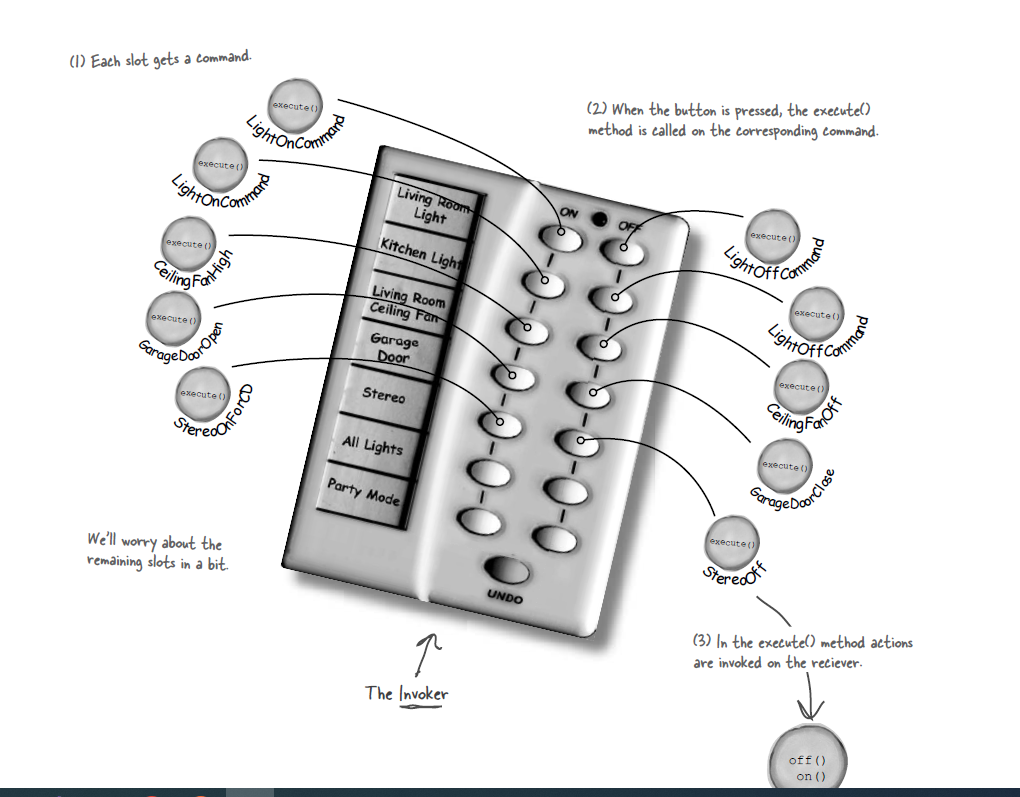 (1) Each slot gets a command.
execute()
LightOnCommand
execute()
LightOnCommand
execute()
CeilingFanHigh
execute()
GarageDoorOpen
execute()
StereoOnForCD
(2) When the button is pressed, the execute()
method is called on the corresponding command.
Living Room
Light
Kitchen Light
Living Room
Ceiling Fan
Garage
Door
Stereo
All Lights
Party Mode
ON
OFF
UNDO
execute()
LightOffCommand
execute()
LightOffCommand
execute()
CeilingFanOff
execute()
GarageDoorClose
execute()
StereoOff
We'll worry about the
remaining slots in a bit.
The Invoker
(3) In the execute() method actions
are invoked on the reciever.
off()
on()